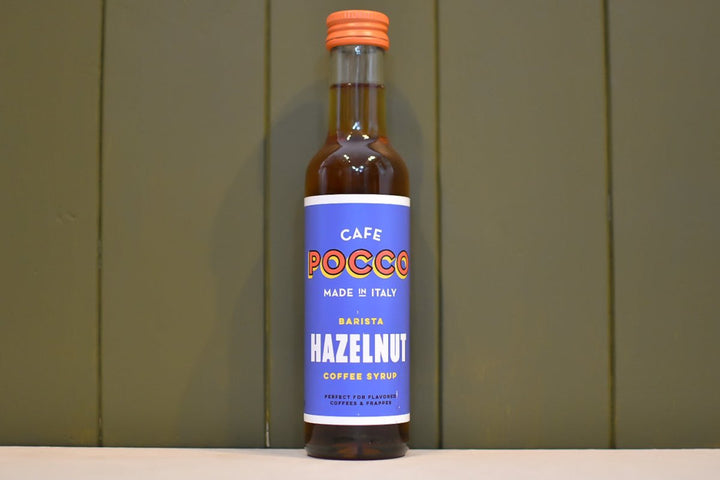 CAFE
POCCO
MADE IN ITALY
BARISTA
HAZELNUT
COFFEE SYRUP
PERFECT FOR FLAVORED
COFFEES & FRAPPES